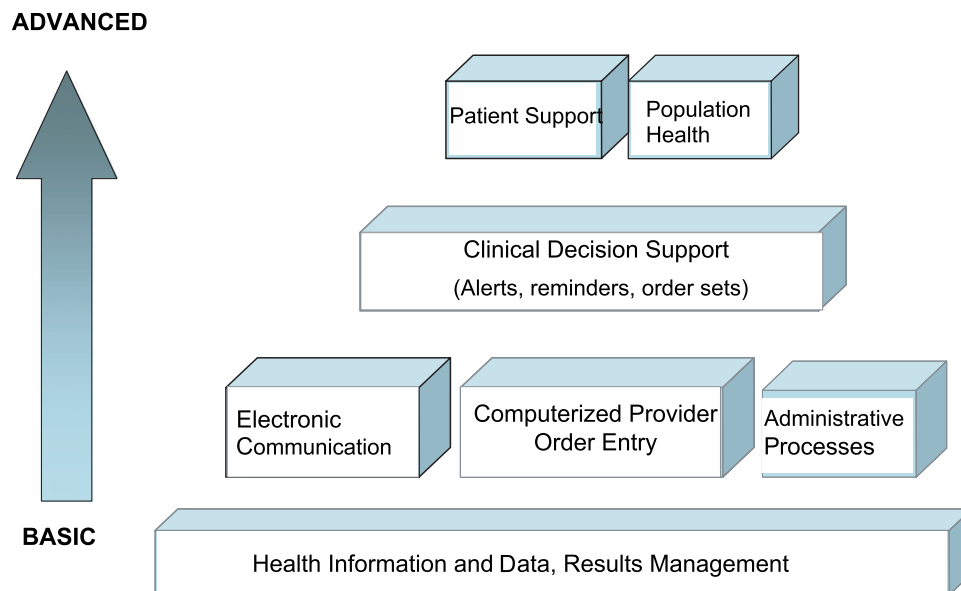 ADVANCED
Patient Support
Population
Health
Clinical Decision Support
(Alerts, reminders, order sets)
Electronic
Communication
Computerized Provider
Order Entry
Administrative
Processes
BASIC
Health Information and Data, Results Management